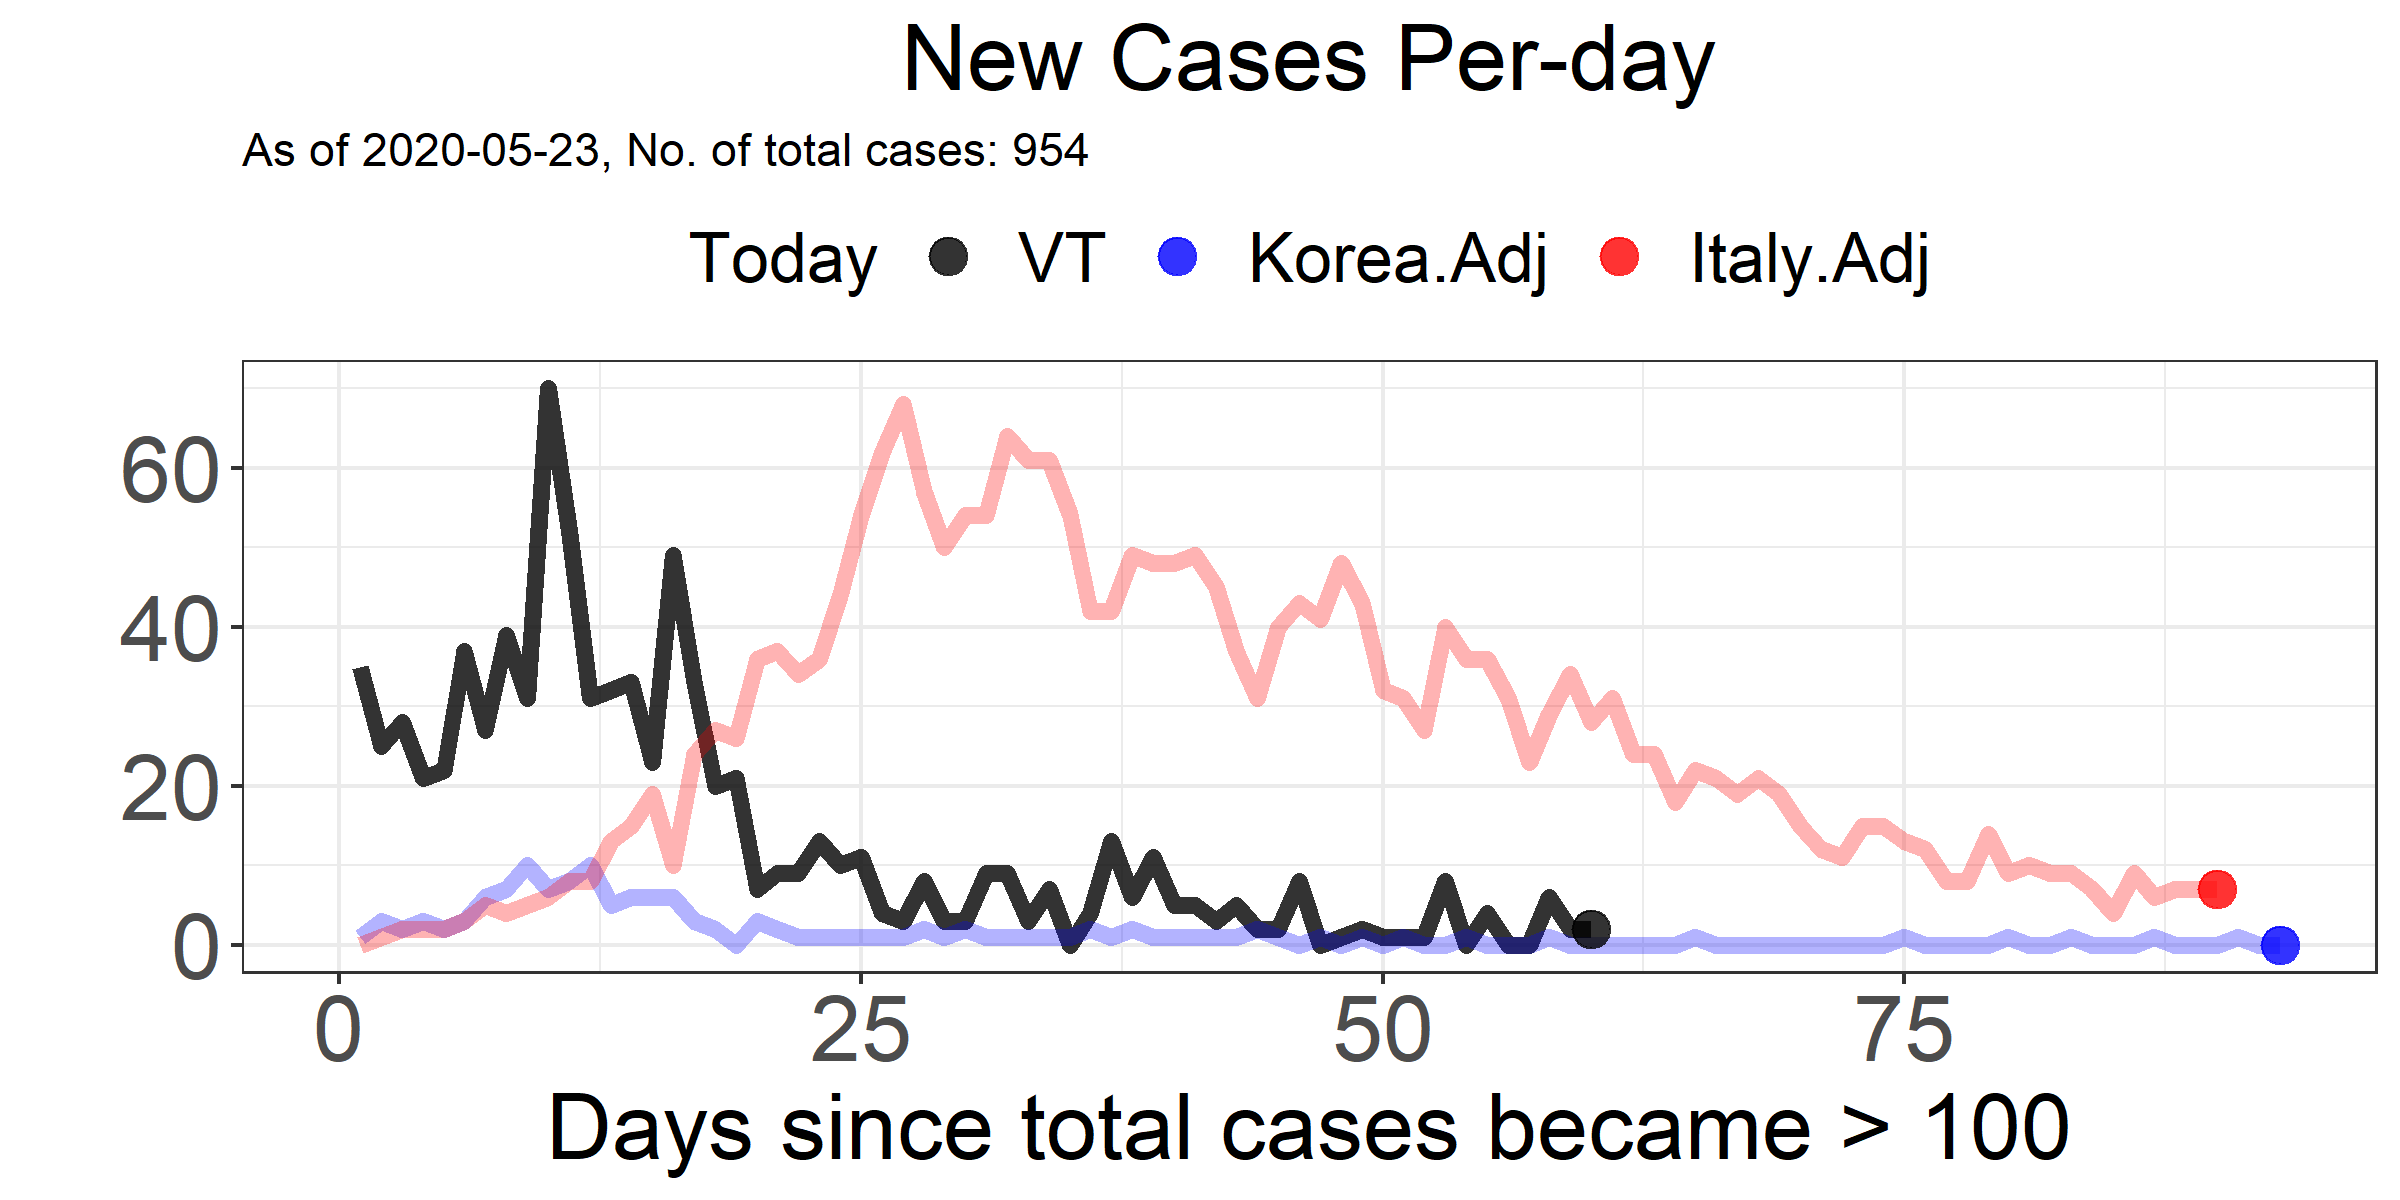 New Cases Per-day
As of 2020-05-23, No. of total cases: 954
Today VT Korea.Adj Italy.Adj
60
40
20
0
0 25 50 75
Days since total cases became > 100